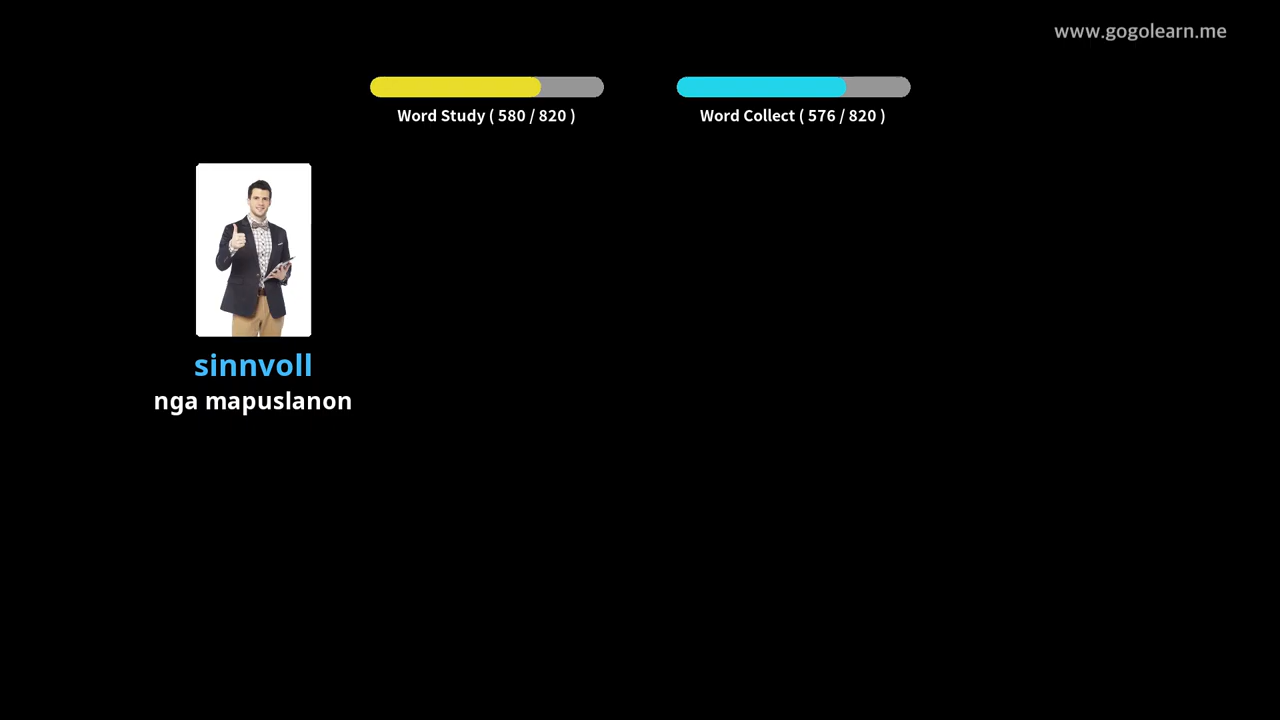 www.gogolearn.me
Word Study ( 580 / 820 )
Word Collect ( 576 / 820 )
sinnvoll
nga mapuslanon